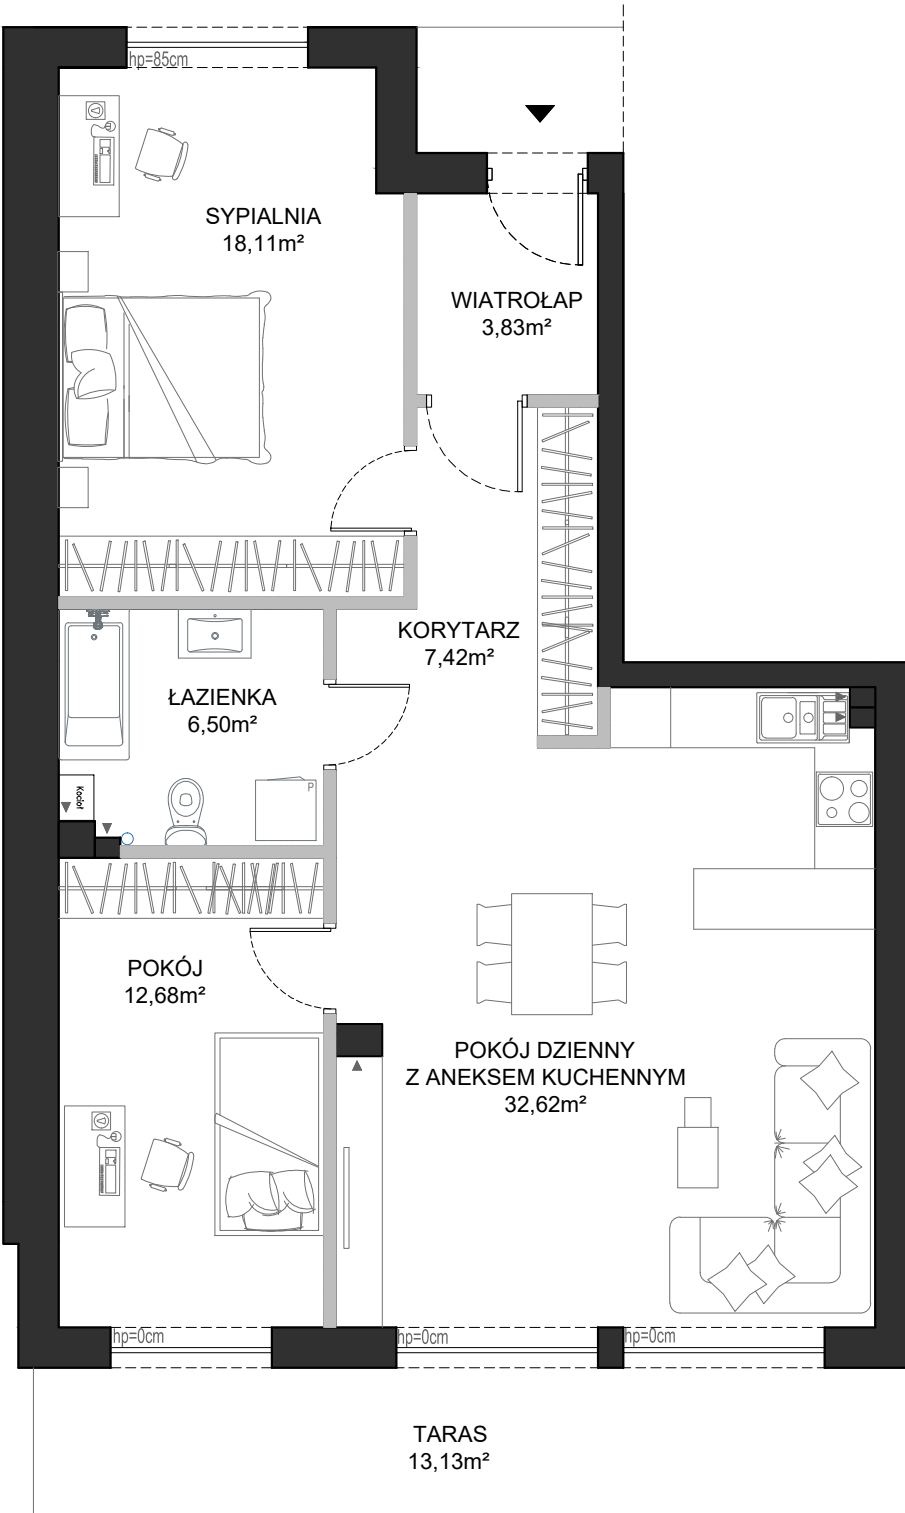 hp=85cm
SYPIALNIA
18,11m²
WIATROŁAP
3,83m²
KORYTARZ
7,42m²
ŁAZIENKA
6,50m²
Kocioł
P
POKÓJ
12,68m²
POKÓJ DZIENNY
Z ANEKSEM KUCHENNYM
32,62m²
hp=0cm
hp=0cm
hp=0cm
TARAS
13,13m²